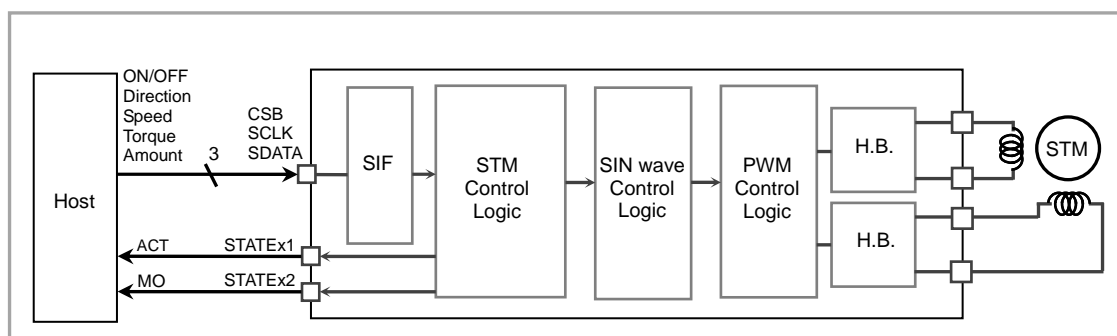 ON/OFF
Direction
Speed
Torque
Amount
3
CSB
SCLK
SDATA
Host
ACT
STATEx1
MO
STATEx2
SIF
STM
Control
Logic
SIN wave
Control
Logic
PWM
Control
Logic
H.B.
H.B.
STM